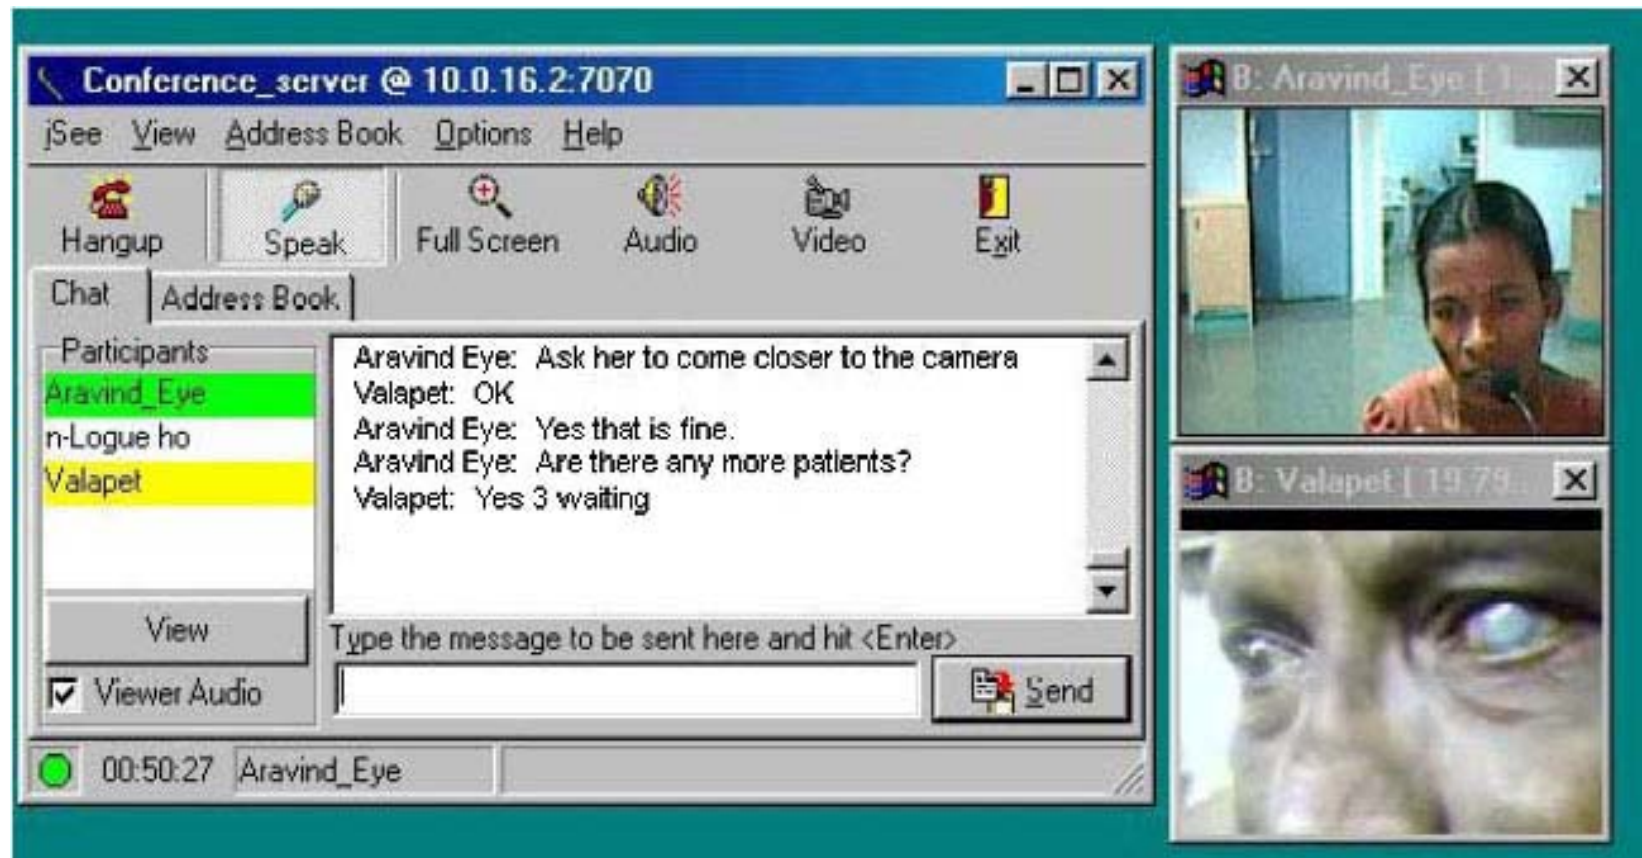 Conference_server @ 10.0.16.2:7070
jSee View Address Book Options Help
Hangup Speak Full Screen Audio Video Exit
Chat Address Book
Participants
Aravind_Eye
n-Logue ho
Valapet
View
Viewer Audio
Aravind Eye: Ask her to come closer to the camera
Valapet: OK
Aravind Eye: Yes that is fine.
Aravind Eye: Are there any more patients?
Valapet: Yes 3 waiting
Type the message to be sent here and hit <Enter>
Send
00:50:27 Aravind_Eye
B: Aravind_Eye [ 1...
B: Valapet [ 19.79...